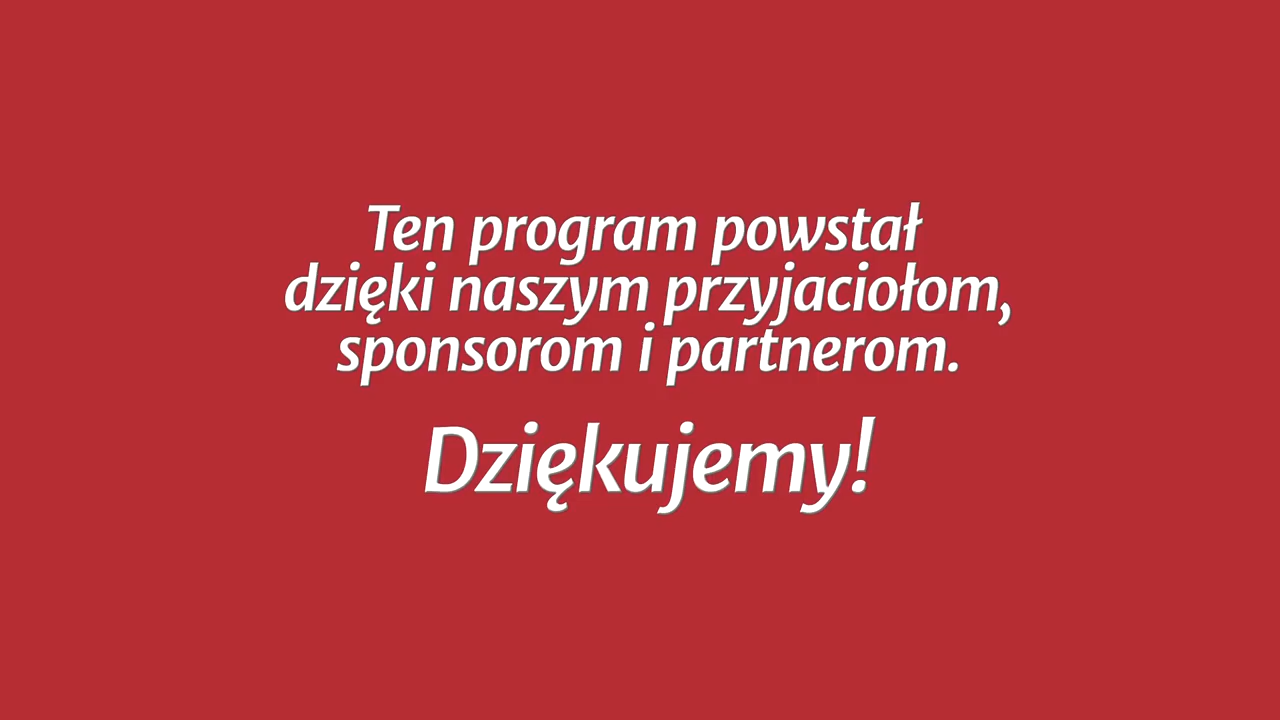 Ten program powstał
dzięki naszym przyjaciołom,
sponsorom i partnerom.
Dziękujemy!